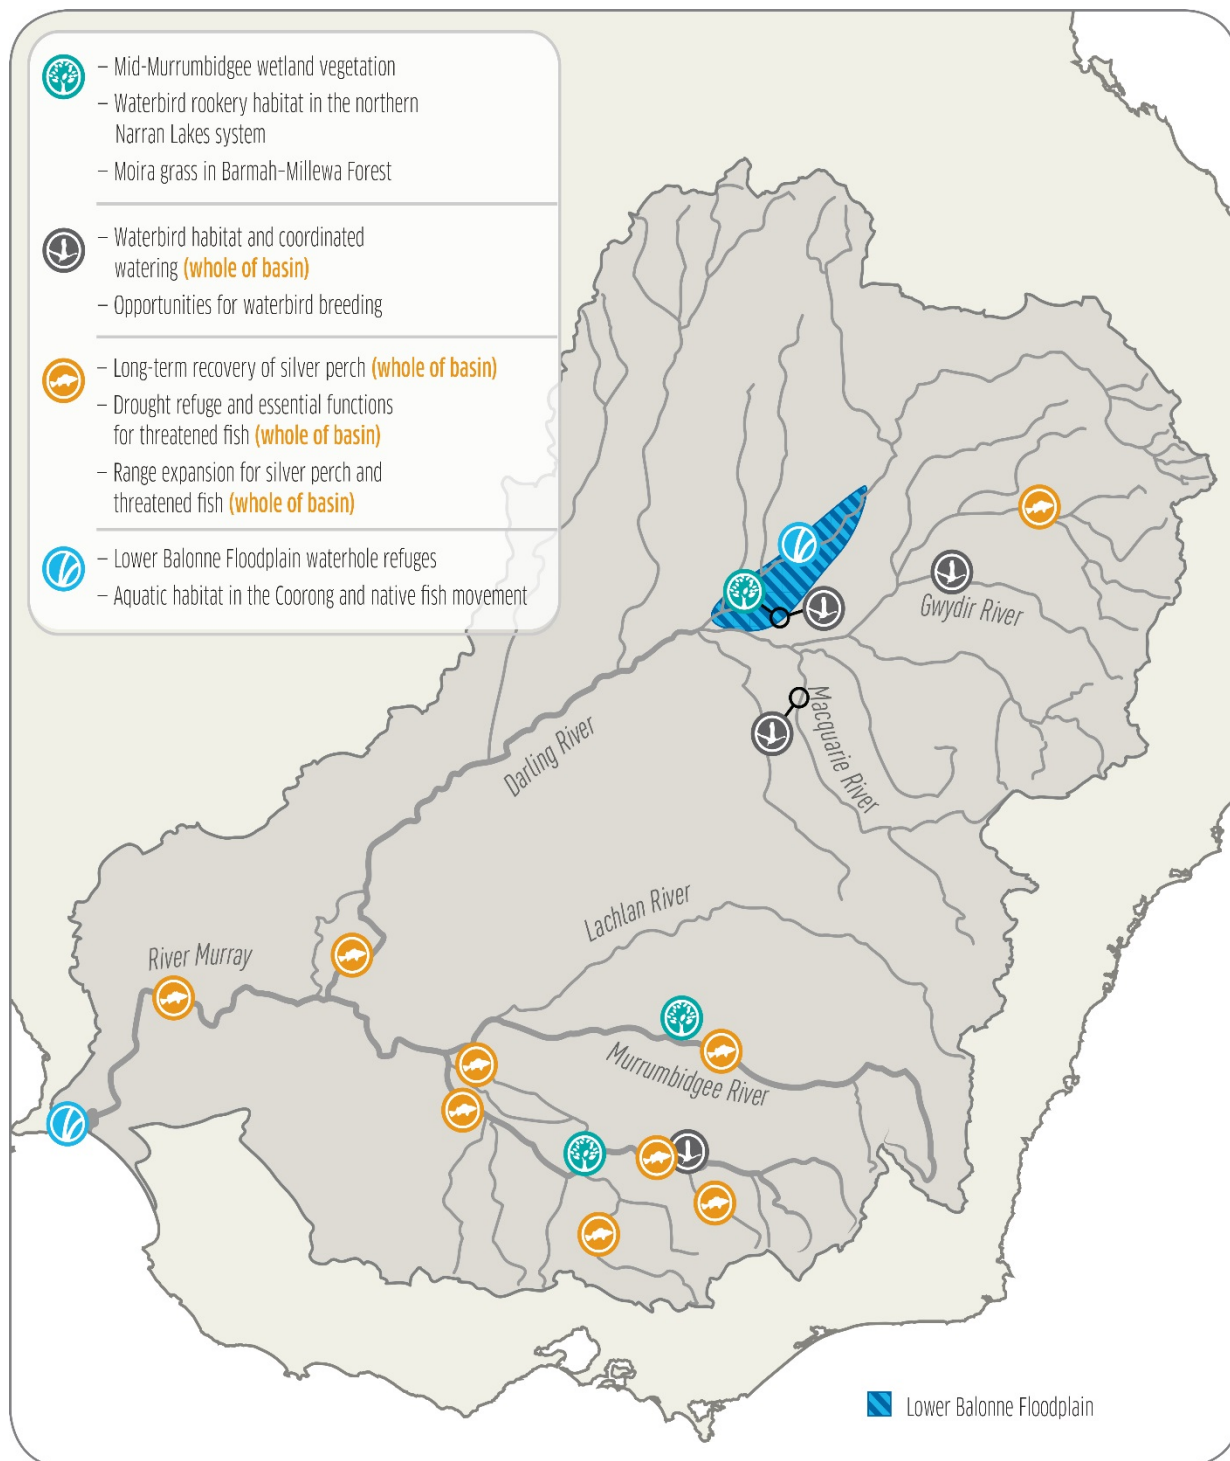 – Mid-Murrumbidgee wetland vegetation
– Waterbird rookery habitat in the northern
Narran Lakes system
– Moira grass in Barmah–Millewa Forest
– Waterbird habitat and coordinated
watering (whole of basin)
– Opportunities for waterbird breeding
– Long-term recovery of silver perch (whole of basin)
– Drought refuge and essential functions
for threatened fish (whole of basin)
– Range expansion for silver perch and
threatened fish (whole of basin)
– Lower Balonne Floodplain waterhole refuges
– Aquatic habitat in the Coorong and native fish movement
Gwydir River
Macquarie River
Darling River
Lachlan River
River Murray
Murrumbidgee River
Lower Balonne Floodplain